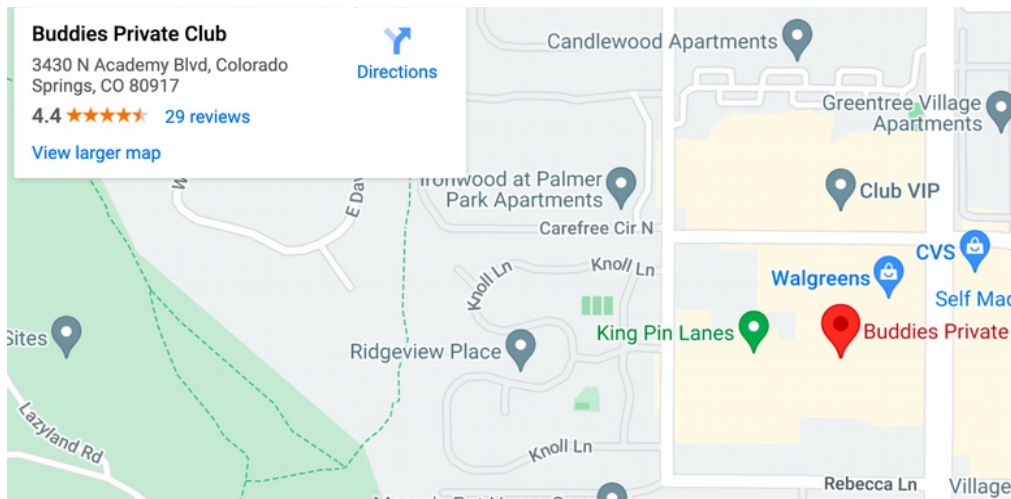 Buddies Private Club
3430 N Academy Blvd, Colorado
Springs, CO 80917
4.4
29 reviews
Directions
View larger map
Candlewood Apartments
Greentree Village
Apartments
Ironwood at Palmer
Park Apartments
Club VIP
E Dav
Carefree Cir N
CVS
Knoll Ln
Knoll Ln
Walgreens
Self Mad
King Pin Lanes
Buddies Private
Sites
Ridgeview Place
Lazyland Rd
Knoll Ln
Rebecca Ln
Village